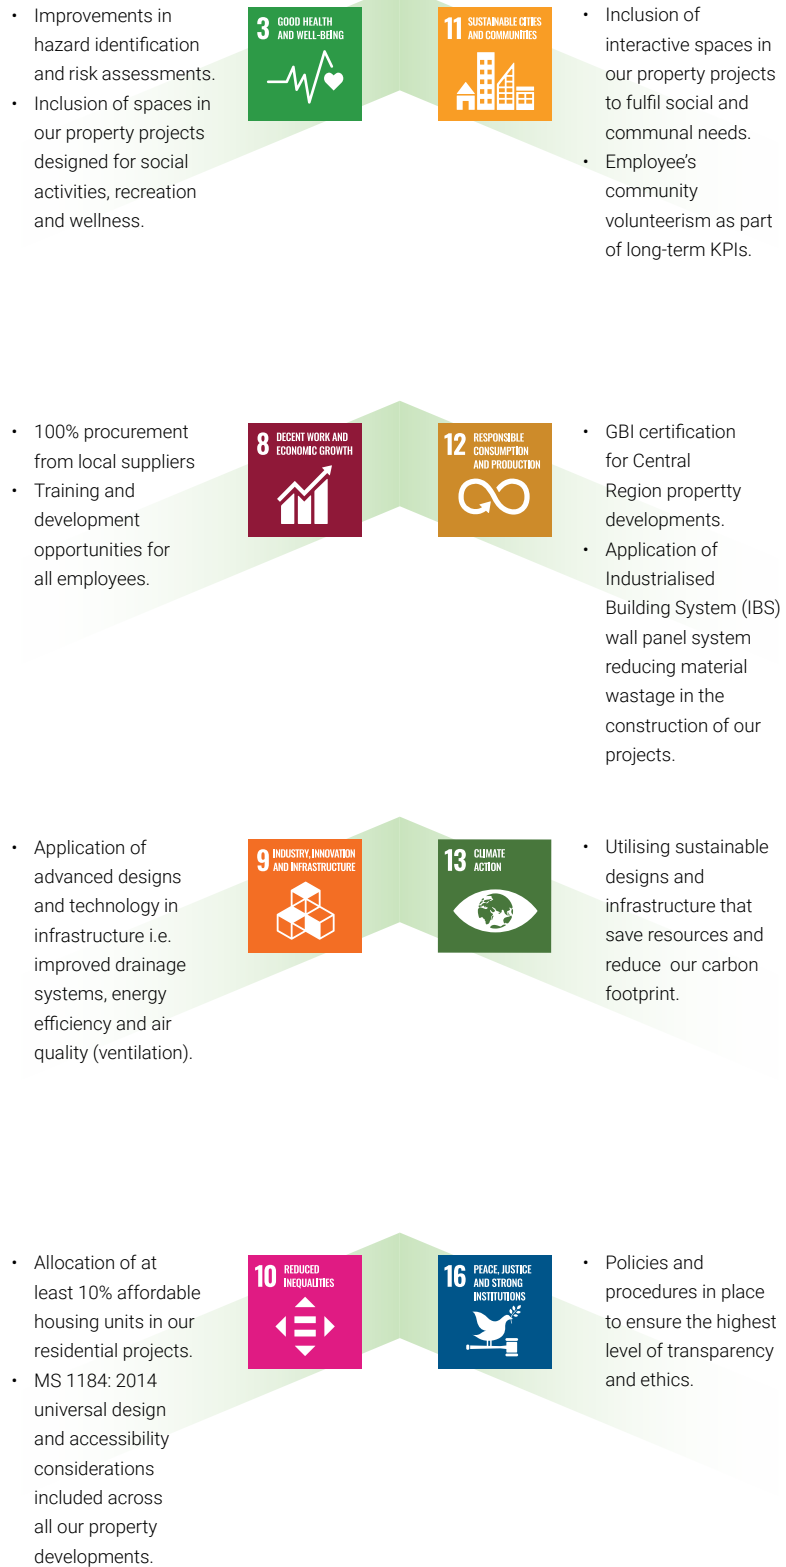 • Improvements in
hazard identification
and risk assessments.
• Inclusion of spaces in
our property projects
designed for social
activities, recreation
and wellness.
3 GOOD HEALTH
AND WELL-BEING
11 SUSTAINABLE CITIES
AND COMMUNITIES
• Inclusion of
interactive spaces in
our property projects
to fulfil social and
communal needs.
• Employee’s
community
volunteerism as part
of long-term KPIs.
• 100% procurement
from local suppliers
• Training and
development
opportunities for
all employees.
8 DECENT WORK AND
ECONOMIC GROWTH
12 RESPONSIBLE
CONSUMPTION
AND PRODUCTION
• GBI certification
for Central
Region propertty
developments.
• Application of
Industrialised
Building System (IBS)
wall panel system
reducing material
wastage in the
construction of our
projects.
• Application of
advanced designs
and technology in
infrastructure i.e.
improved drainage
systems, energy
efficiency and air
quality (ventilation).
9 INDUSTRY, INNOVATION
AND INFRASTRUCTURE
13 CLIMATE
ACTION
• Utilising sustainable
designs and
infrastructure that
save resources and
reduce our carbon
footprint.
• Allocation of at
least 10% affordable
housing units in our
residential projects.
• MS 1184: 2014
universal design
and accessibility
considerations
included across
all our property
developments.
10 REDUCED
INEQUALITIES
16 PEACE, JUSTICE
AND STRONG
INSTITUTIONS
• Policies and
procedures in place
to ensure the highest
level of transparency
and ethics.